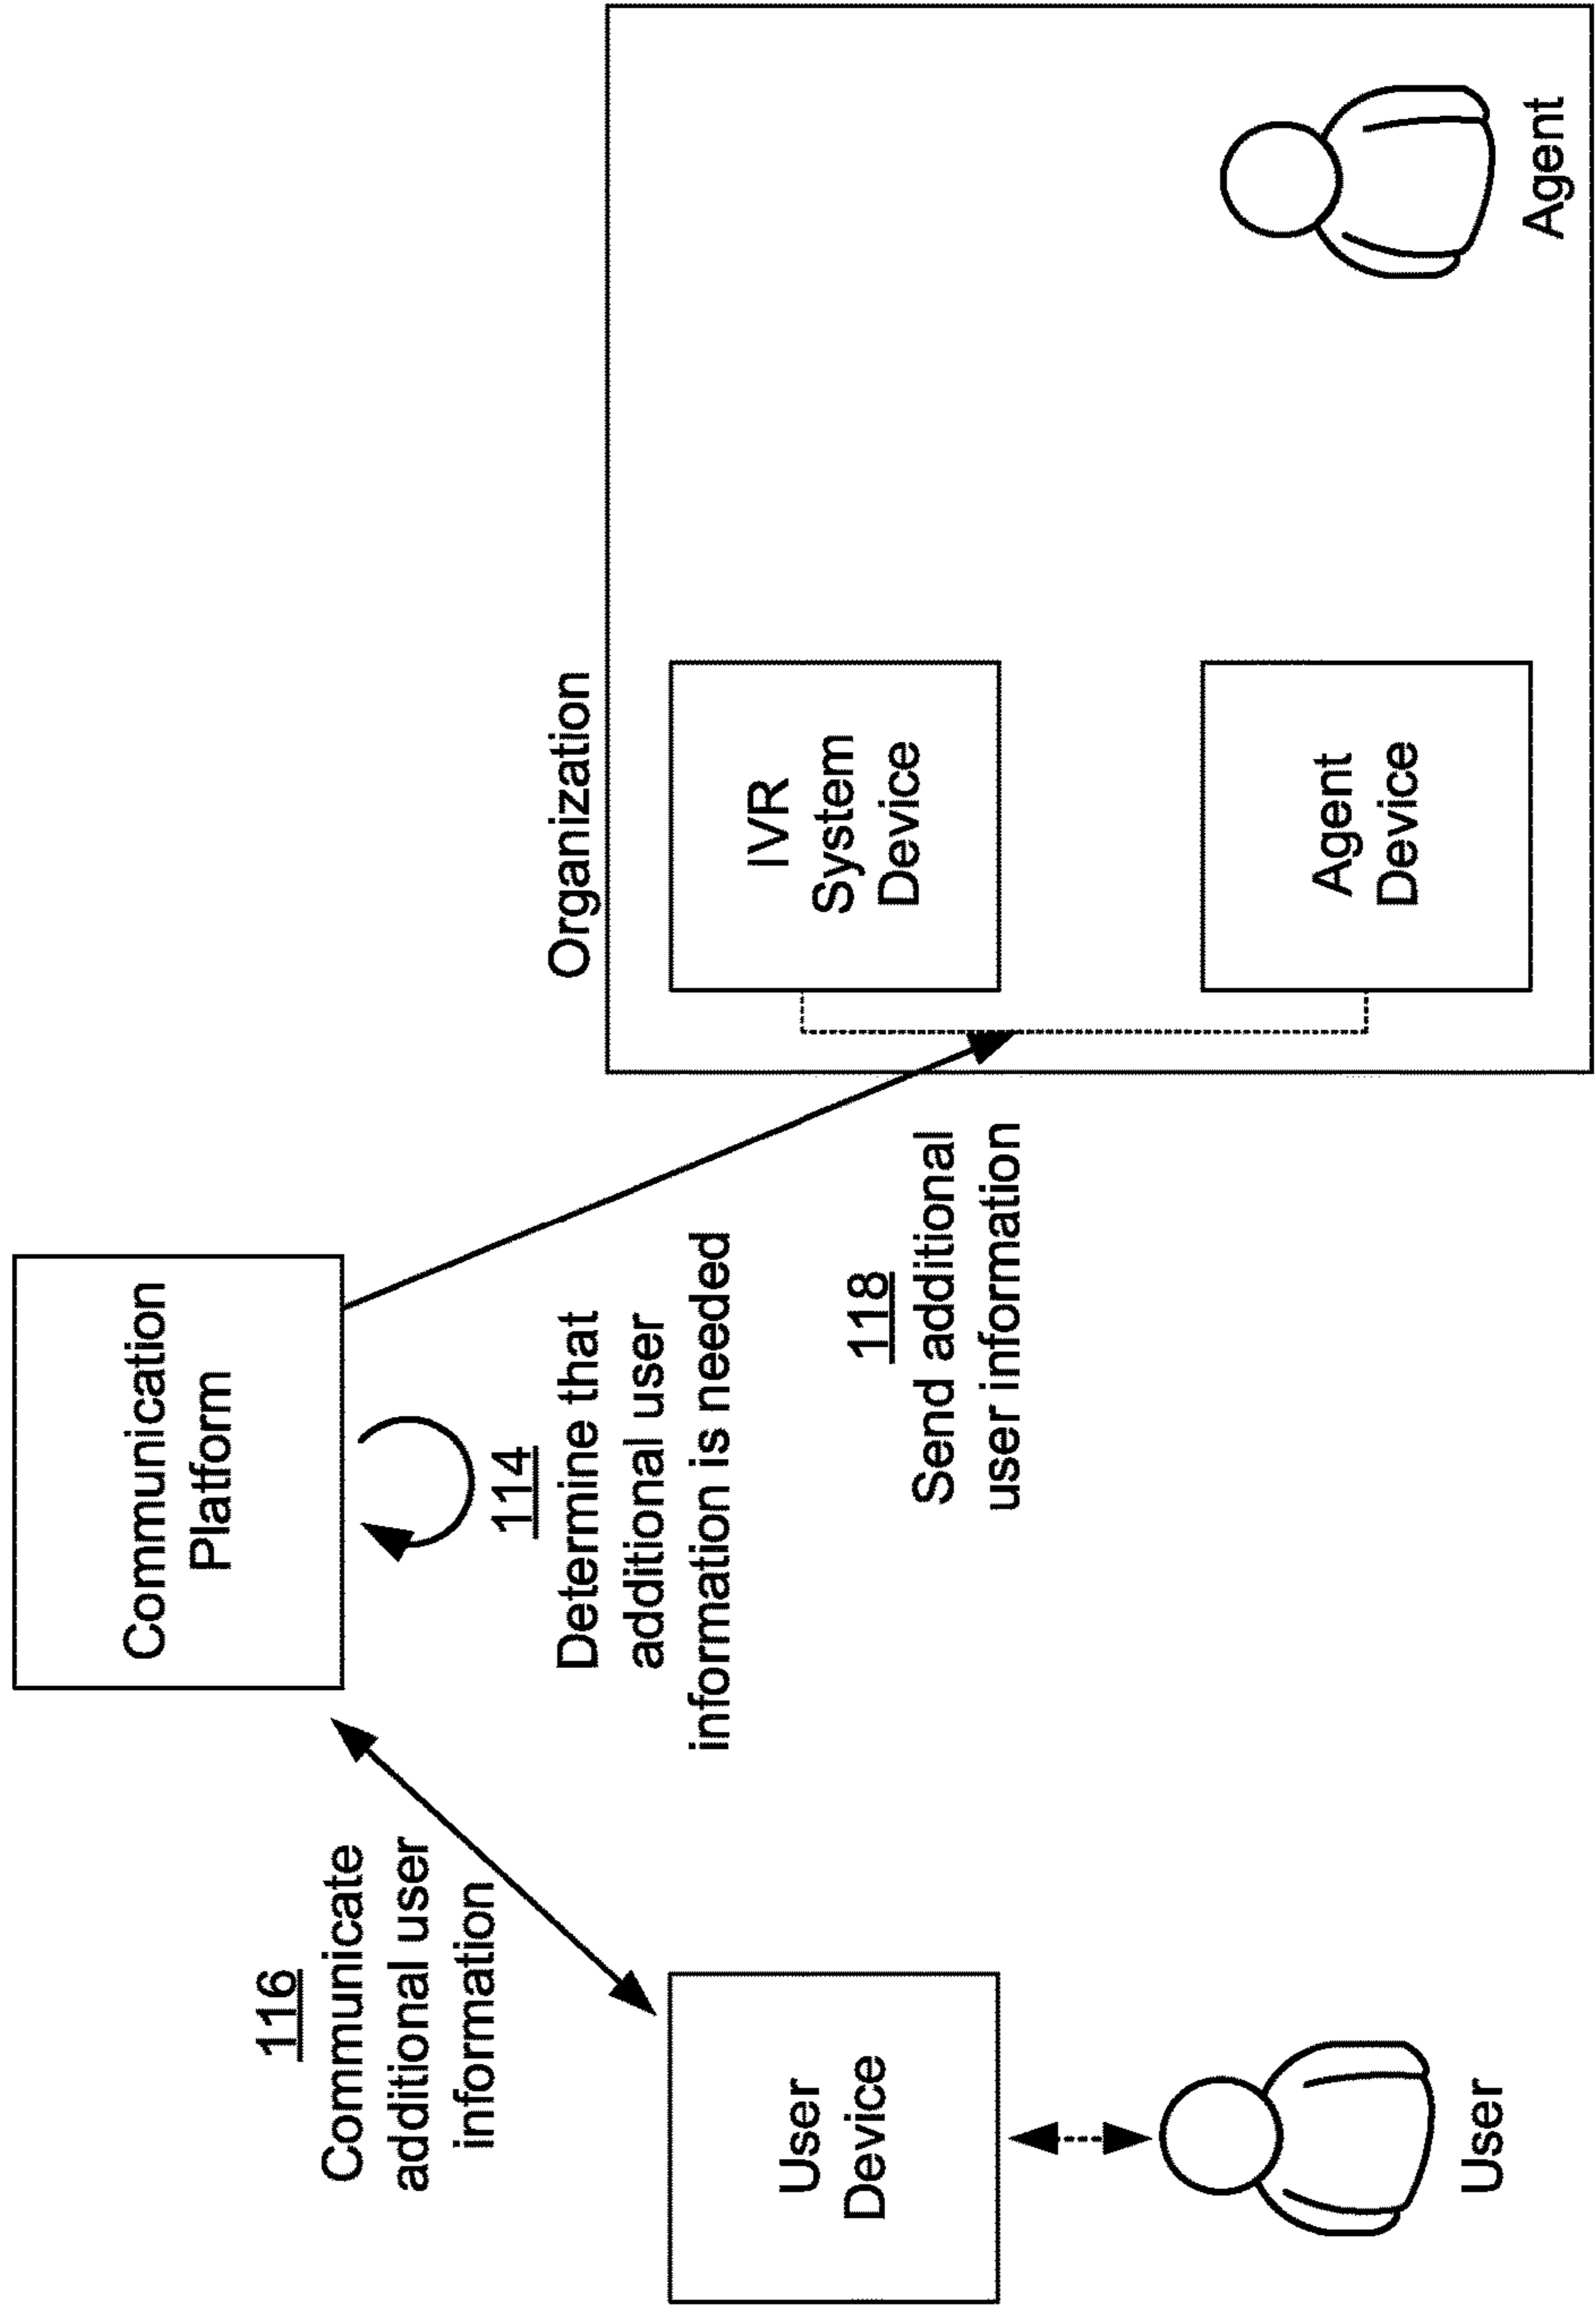 Communication
Platform
116
Communicate
additional user
information
114
Determine that
additional user
information is needed
118
Send additional
user information
Organization
User
Device
IVR
System
Device
Agent
Device
User
Agent